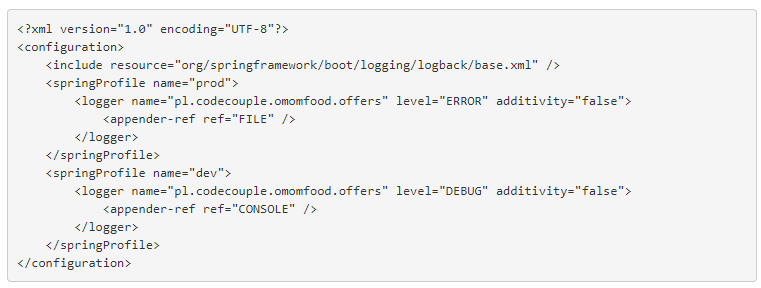 <?xml version="1.0" encoding="UTF-8"?>
<configuration>
    <include resource="org/springframework/boot/logging/logback/base.xml" />
    <springProfile name="prod">
        <logger name="pl.codecouple.omomfood.offers" level="ERROR" additivity="false">
            <appender-ref ref="FILE" />
        </logger>
    </springProfile>
    <springProfile name="dev">
        <logger name="pl.codecouple.omomfood.offers" level="DEBUG" additivity="false">
            <appender-ref ref="CONSOLE" />
        </logger>
    </springProfile>
</configuration>